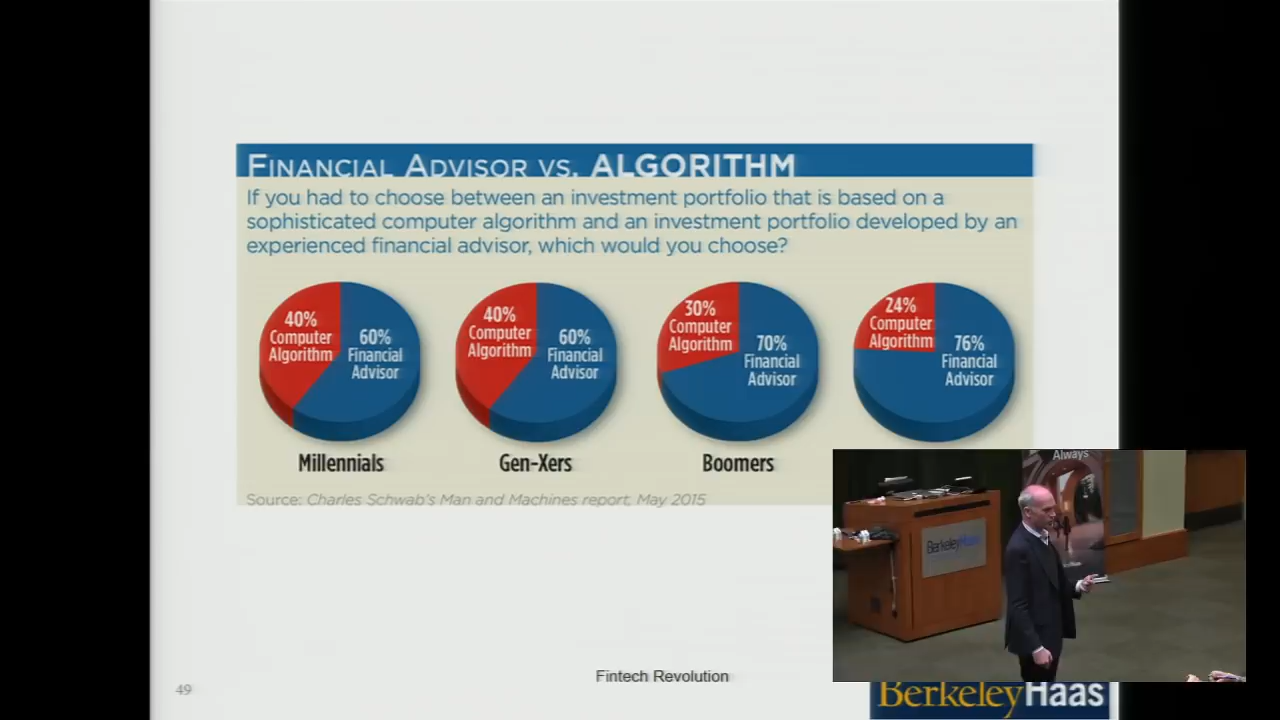 FINANCIAL ADVISOR VS. ALGORITHM
If you had to choose between an investment portfolio that is based on a
sophisticated computer algorithm and an investment portfolio developed by an
experienced financial advisor, which would you choose?
40%
Computer
Algorithm
60%
Financial
Advisor
40%
Computer
Algorithm
60%
Financial
Advisor
30%
Computer
Algorithm
70%
Financial
Advisor
24%
Computer
Algorithm
76%
Financial
Advisor
Millennials
Gen-Xers
Boomers
Source: Charles Schwab's Man and Machines report, May 2015
Always
BerkeleyHaas
Fintech Revolution
49
BerkeleyHaas